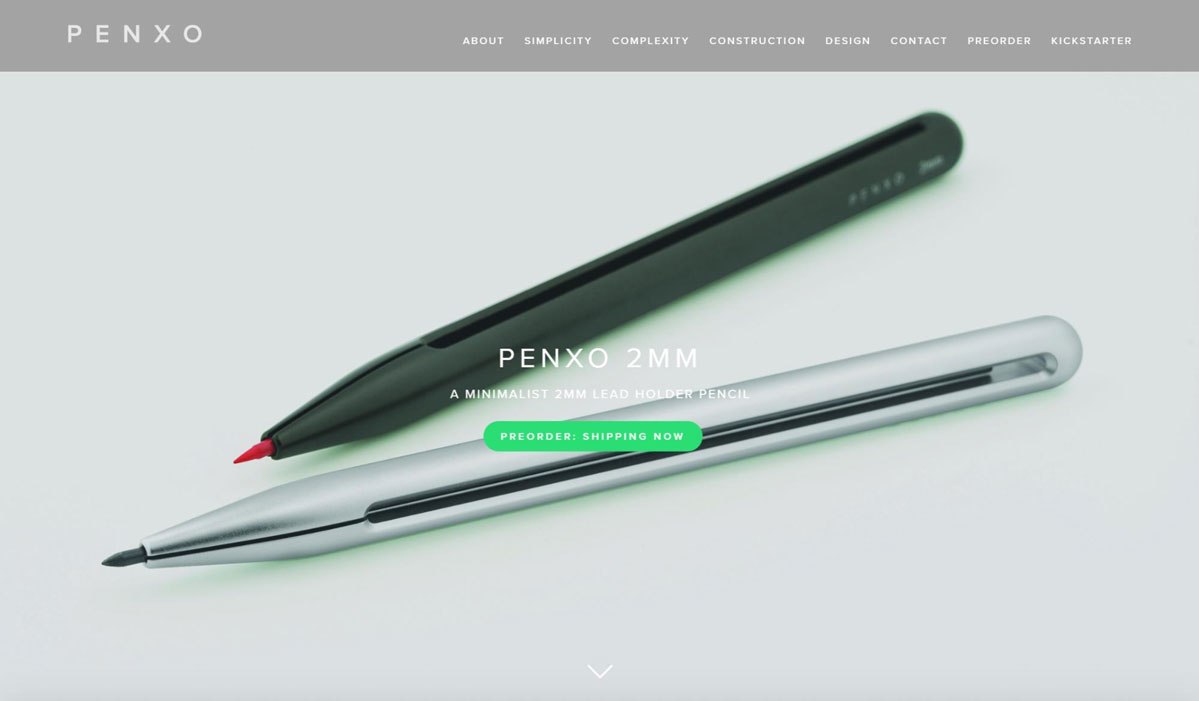 PENXO
ABOUT SIMPLICITY COMPLEXITY CONSTRUCTION DESIGN CONTACT PREORDER KICKSTARTER
PENXO 2mm
PENXO 2MM
A MINIMALIST 2MM LEAD HOLDER PENCIL
PREORDER: SHIPPING NOW